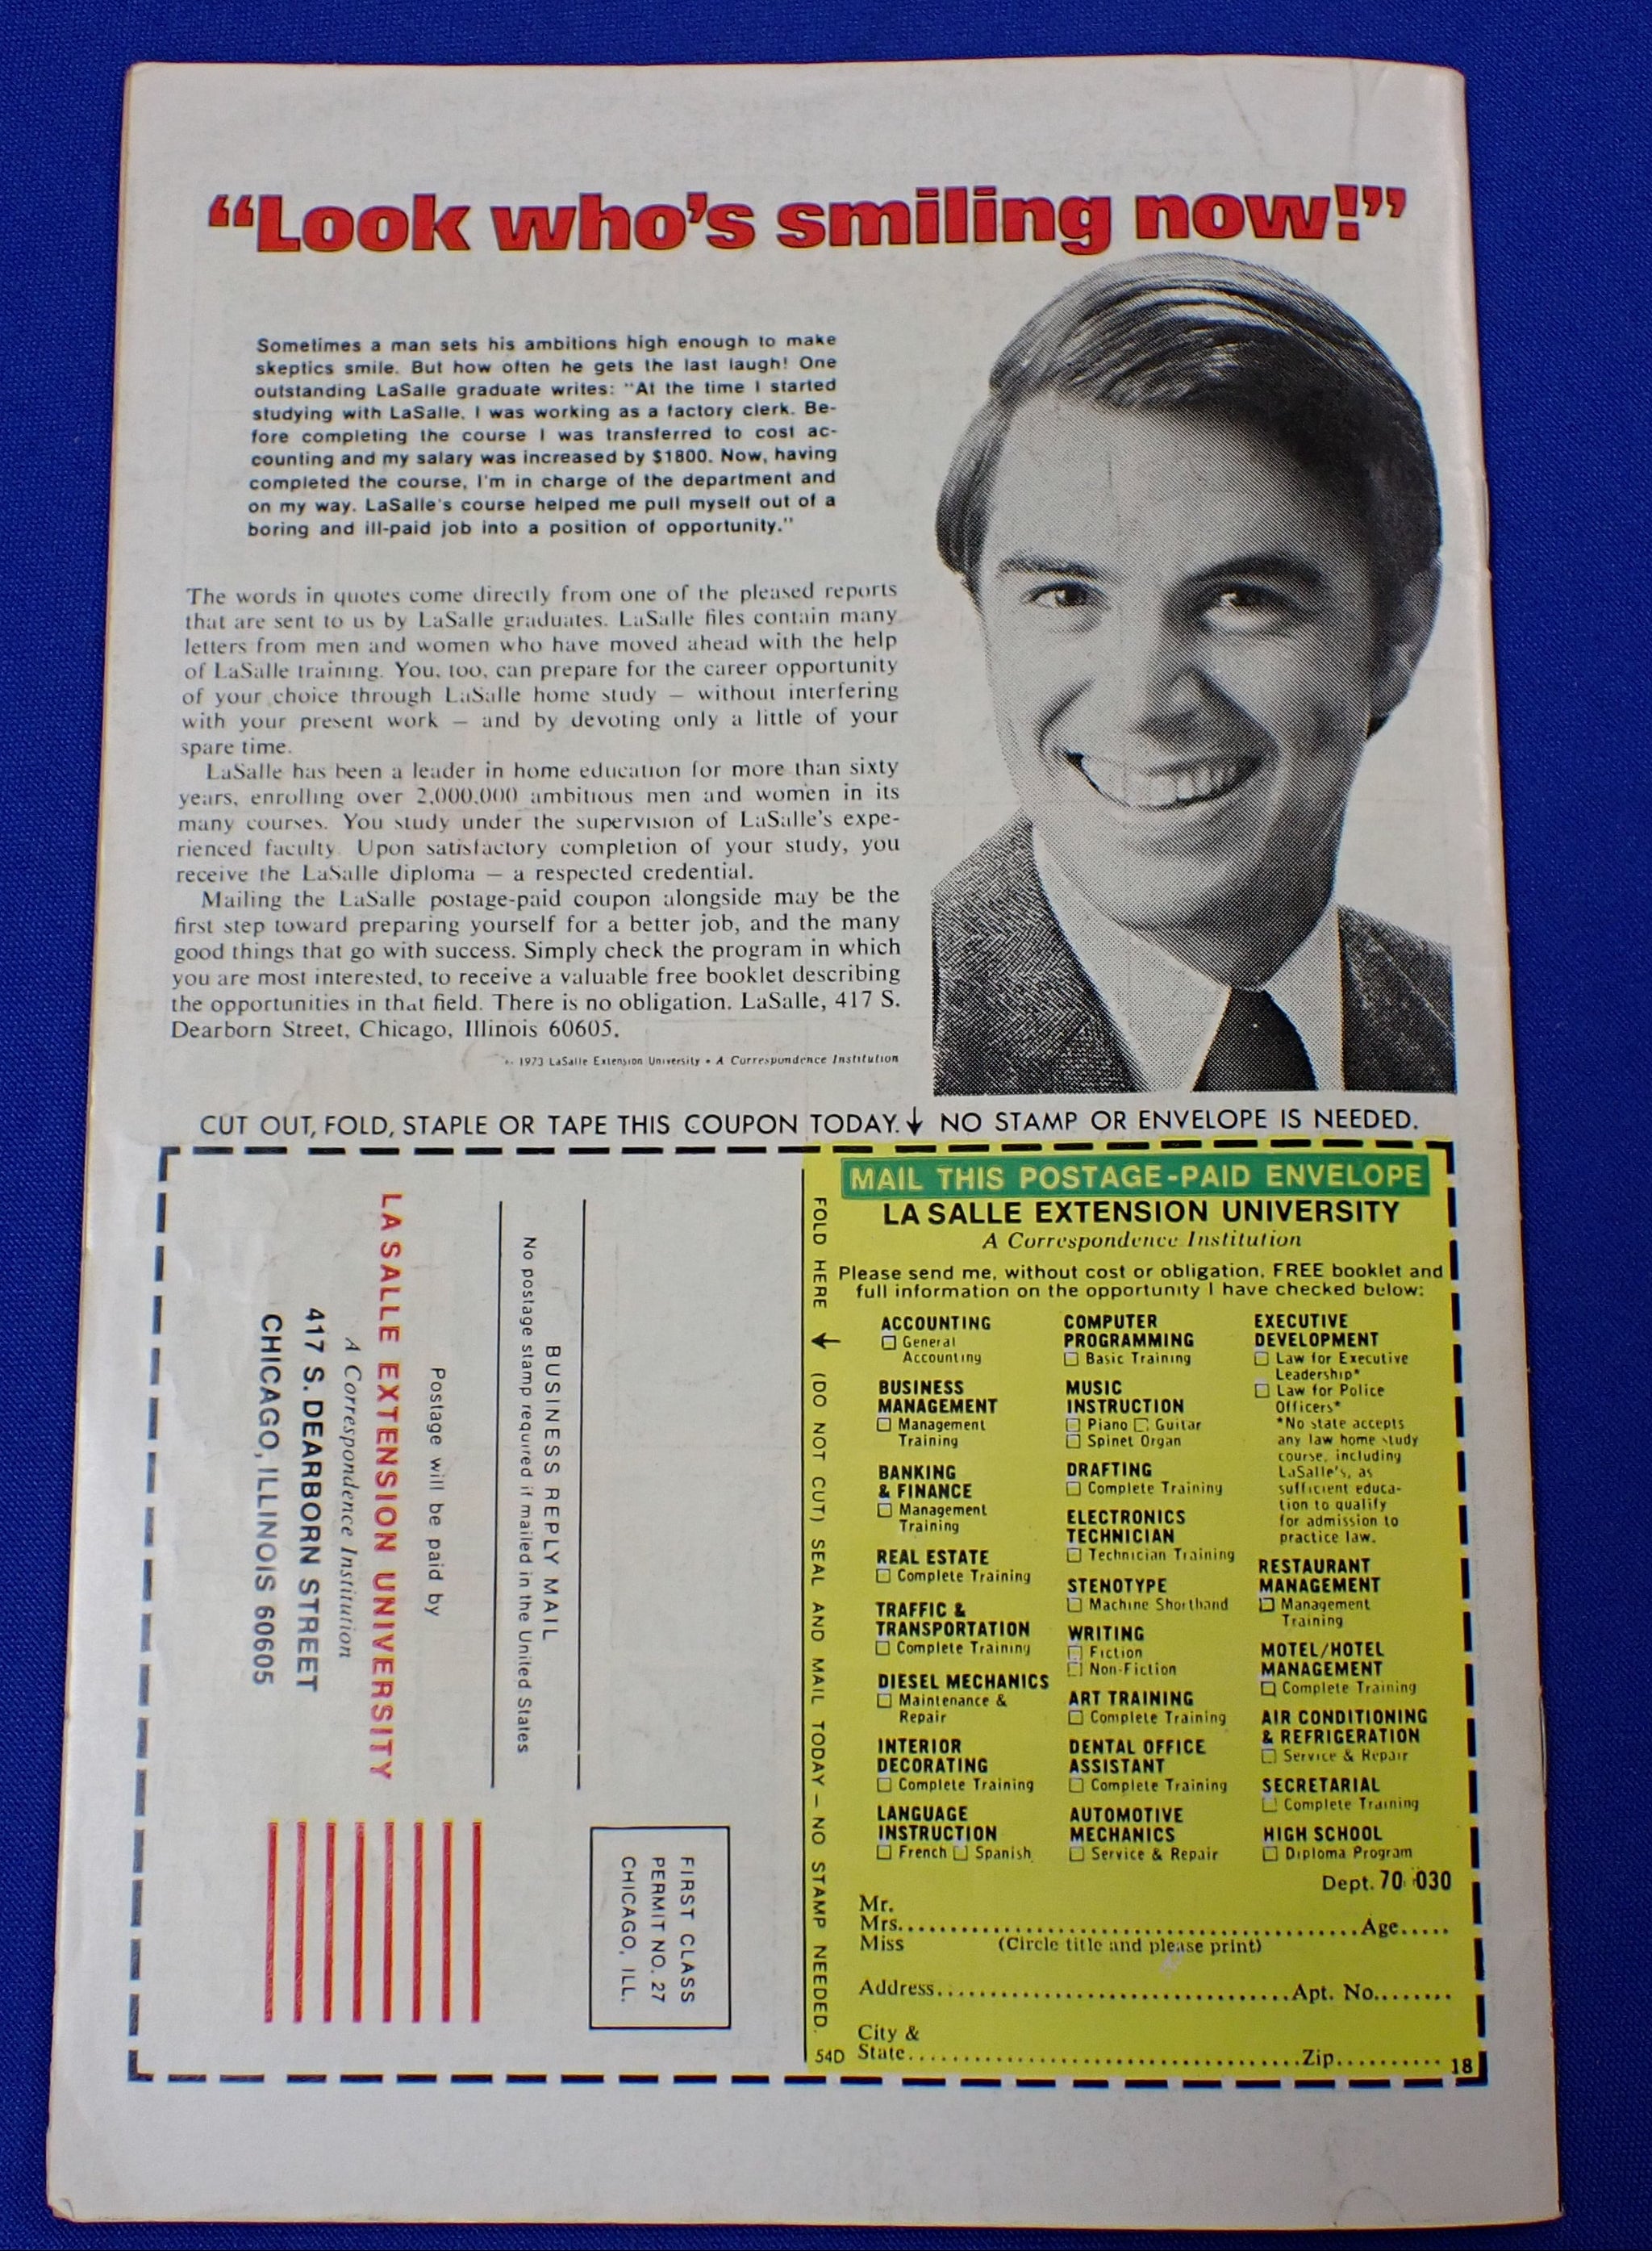 “Look who’s smiling now!”
Sometimes a man sets his ambitions high enough to make
skeptics smile. But how often he gets the last laugh! One
outstanding LaSalle graduate writes: "At the time I started
studying with LaSalle, I was working as a factory clerk. Be-
fore completing the course I was transferred to cost ac-
counting and my salary was increased by $1800. Now, having
completed the course, I'm in charge of the department and
on my way. LaSalle's course helped me pull myself out of a
boring and ill-paid job into a position of opportunity."
The words in quotes come directly from one of the pleased reports
that are sent to us by LaSalle graduates. LaSalle files contain many
letters from men and women who have moved ahead with the help
of LaSalle training. You, too, can prepare for the career opportunity
of your choice through LaSalle home study — without interfering
with your present work — and by devoting only a little of your
spare time.
LaSalle has been a leader in home education for more than sixty
years, enrolling over 2,000,000 ambitious men and women in its
many courses. You study under the supervision of LaSalle's expe-
rienced faculty. Upon satisfactory completion of your study, you
receive the LaSalle diploma — a respected credential.
Mailing the LaSalle postage-paid coupon alongside may be the
first step toward preparing yourself for a better job, and the many
good things that go with success. Simply check the program in which
you are most interested, to receive a valuable free booklet describing
the opportunities in that field. There is no obligation. LaSalle, 417 S.
Dearborn Street, Chicago, Illinois 60605.
1973 LaSalle Extension University • A Correspondence Institution
CUT OUT, FOLD, STAPLE OR TAPE THIS COUPON TODAY.↓ NO STAMP OR ENVELOPE IS NEEDED.
FIRST CLASS
PERMIT NO. 27
CHICAGO, ILL.
BUSINESS REPLY MAIL
No postage stamp required if mailed in the United States
Postage will be paid by
LA SALLE EXTENSION UNIVERSITY
A Correspondence Institution
417 S. DEARBORN STREET
CHICAGO, ILLINOIS 60605
FOLD HERE ↓ (DO NOT CUT) SEAL AND MAIL TODAY — NO STAMP NEEDED.
MAIL THIS POSTAGE-PAID ENVELOPE
LA SALLE EXTENSION UNIVERSITY
A Correspondence Institution
Please send me, without cost or obligation, FREE booklet and
full information on the opportunity I have checked below:
ACCOUNTING
☐ General
Accounting
BUSINESS
MANAGEMENT
☐ Management
Training
BANKING
& FINANCE
☐ Management
Training
REAL ESTATE
☐ Complete Training
TRAFFIC &
TRANSPORTATION
☐ Complete Training
DIESEL MECHANICS
☐ Maintenance &
Repair
INTERIOR
DECORATING
☐ Complete Training
LANGUAGE
INSTRUCTION
☐ French ☐ Spanish
COMPUTER
PROGRAMMING
☐ Basic Training
MUSIC
INSTRUCTION
☐ Piano ☐ Guitar
☐ Spinet Organ
DRAFTING
☐ Complete Training
ELECTRONICS
TECHNICIAN
☐ Technician Training
STENOTYPE
☐ Machine Shorthand
WRITING
☐ Fiction
☐ Non-Fiction
ART TRAINING
☐ Complete Training
DENTAL OFFICE
ASSISTANT
☐ Complete Training
AUTOMOTIVE
MECHANICS
☐ Service & Repair
EXECUTIVE
DEVELOPMENT
☐ Law for Executive
Leadership*
☐ Law for Police
Officers*
*No state accepts
any law home study
course, including
LaSalle's, as
sufficient educa-
tion to qualify
for admission to
practice law.
RESTAURANT
MANAGEMENT
☐ Management
Training
MOTEL/HOTEL
MANAGEMENT
☐ Complete Training
AIR CONDITIONING
& REFRIGERATION
☐ Service & Repair
SECRETARIAL
☐ Complete Training
HIGH SCHOOL
☐ Diploma Program
Dept. 70-030
Mr.
Mrs. Age
Miss (Circle title and please print)
Address Apt. No.
City &
State Zip
54D
18